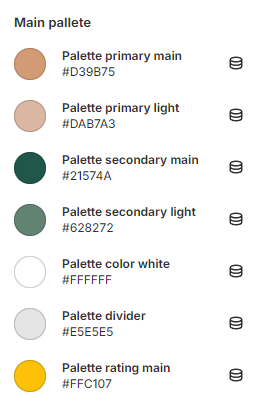 Main pallete
Palette primary main
#D39B75
Palette primary light
#DAB7A3
Palette secondary main
#21574A
Palette secondary light
#628272
Palette color white
#FFFFFF
Palette divider
#E5E5E5
Palette rating main
#FFC107